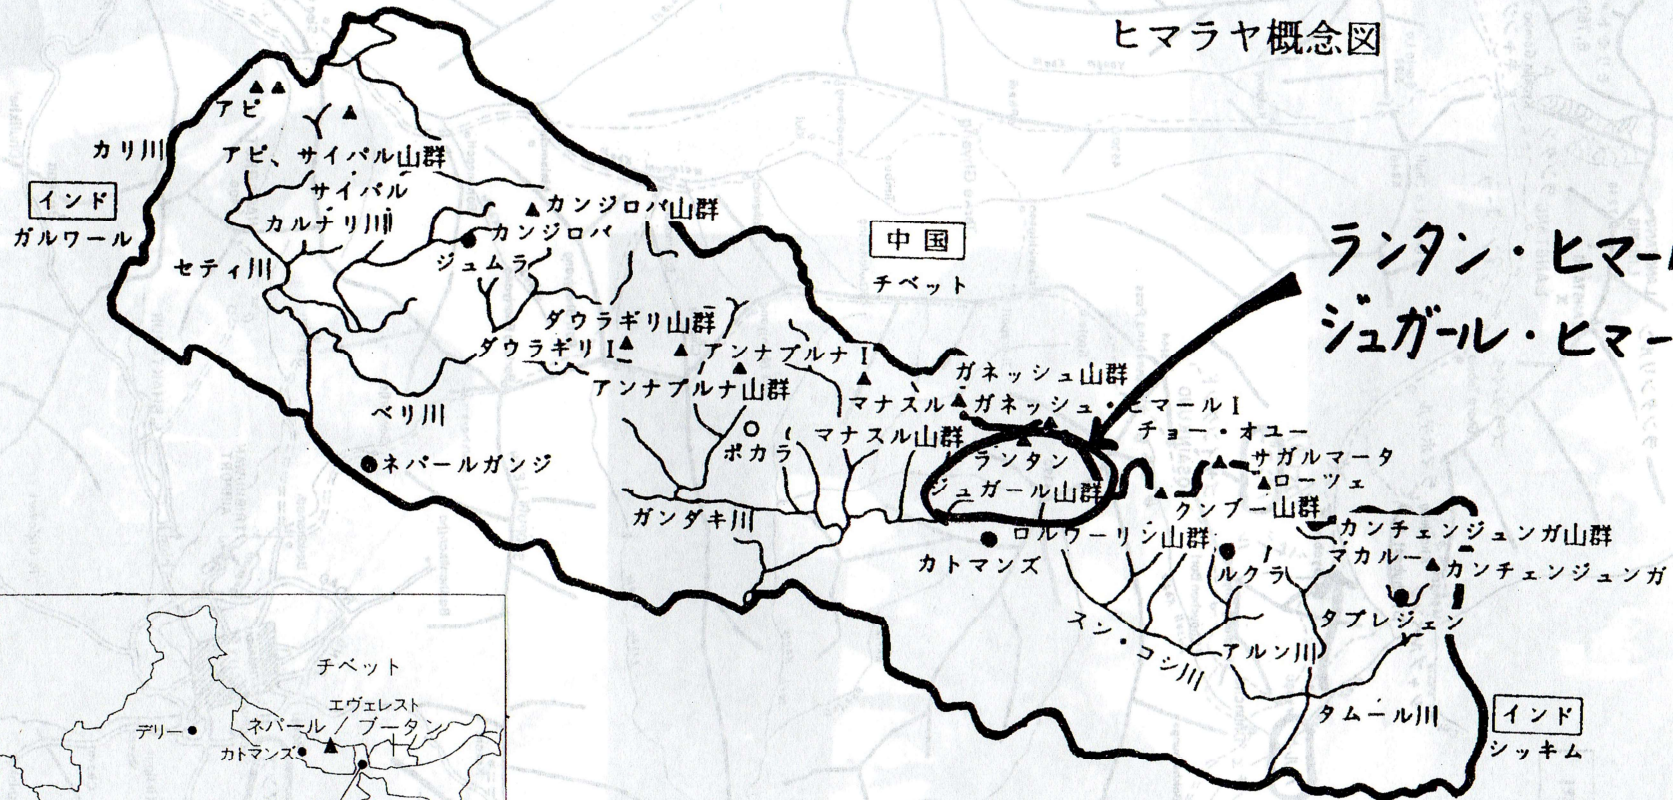 ヒマラヤ概念図
アピ
カリ川
アピ、サイパル山群
インド
ガルワール
サイパル
カルナリ川
カンジロバ山群
カンジロバ
中国
チベット
セティ川
ジュムラ
ランタン・ヒマール
ジュガール・ヒマー
ダウラギリ山群
ダウラギリⅠ
アンナプルナⅠ
アンナプルナ山群
ガネッシュ山群
マナスル
ガネッシュ・ヒマールⅠ
ベリ川
チョー・オユー
ポカラ
マナスル山群
ネパールガンジ
ランタン
ジュガール山群
サガルマータ
ローツェ
クンブー山群
ガンダキ川
カンチェンジュンガ山群
ロルワーリン山群
マカルー
カトマンズ
ルクラ
カンチェンジュンガ
タプレジェン
スン・コシ川
アルン川
タムール川
インド
シッキム
チベット
エヴェレスト
デリー
ネパール
ブータン
カトマンズ